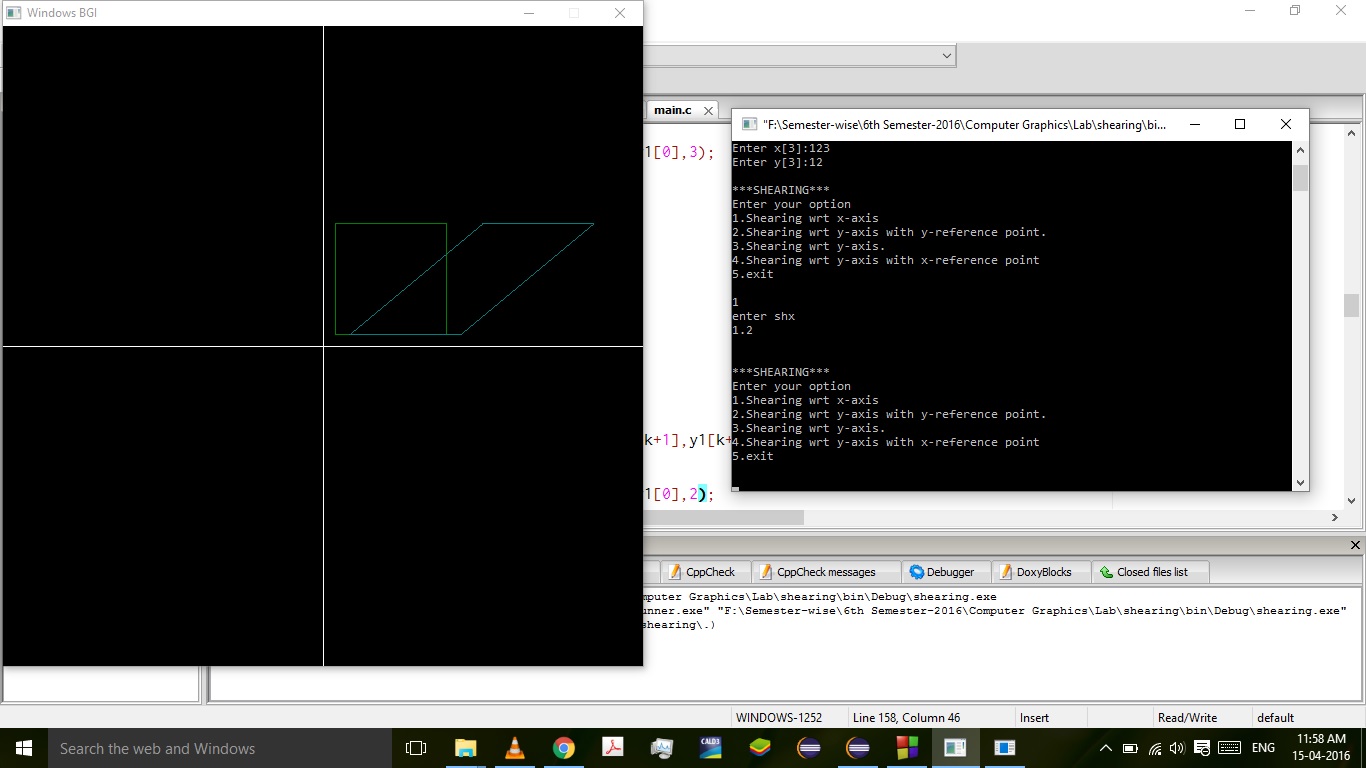 Windows BGI
main.c
1[0],3);
k+1],y1[k+
1[0],2);
"F:\Semester-wise\6th Semester-2016\Computer Graphics\Lab\shearing\bi...
Enter x[3]:123
Enter y[3]:12
***SHEARING***
Enter your option
1.Shearing wrt x-axis
2.Shearing wrt y-axis with y-reference point.
3.Shearing wrt y-axis.
4.Shearing wrt y-axis with x-reference point
5.exit
1
enter shx
1.2
***SHEARING***
Enter your option
1.Shearing wrt x-axis
2.Shearing wrt y-axis with y-reference point.
3.Shearing wrt y-axis.
4.Shearing wrt y-axis with x-reference point
5.exit
CppCheck
CppCheck messages
Debugger
DoxyBlocks
Closed files list
mputer Graphics\Lab\shearing\bin\Debug\shearing.exe
unner.exe" "F:\Semester-wise\6th Semester-2016\Computer Graphics\Lab\shearing\bin\Debug\shearing.exe"
shearing\.)
WINDOWS-1252
Line 158, Column 46
Insert
Read/Write
default
Search the web and Windows
CALD3
ENG
11:58 AM
15-04-2016